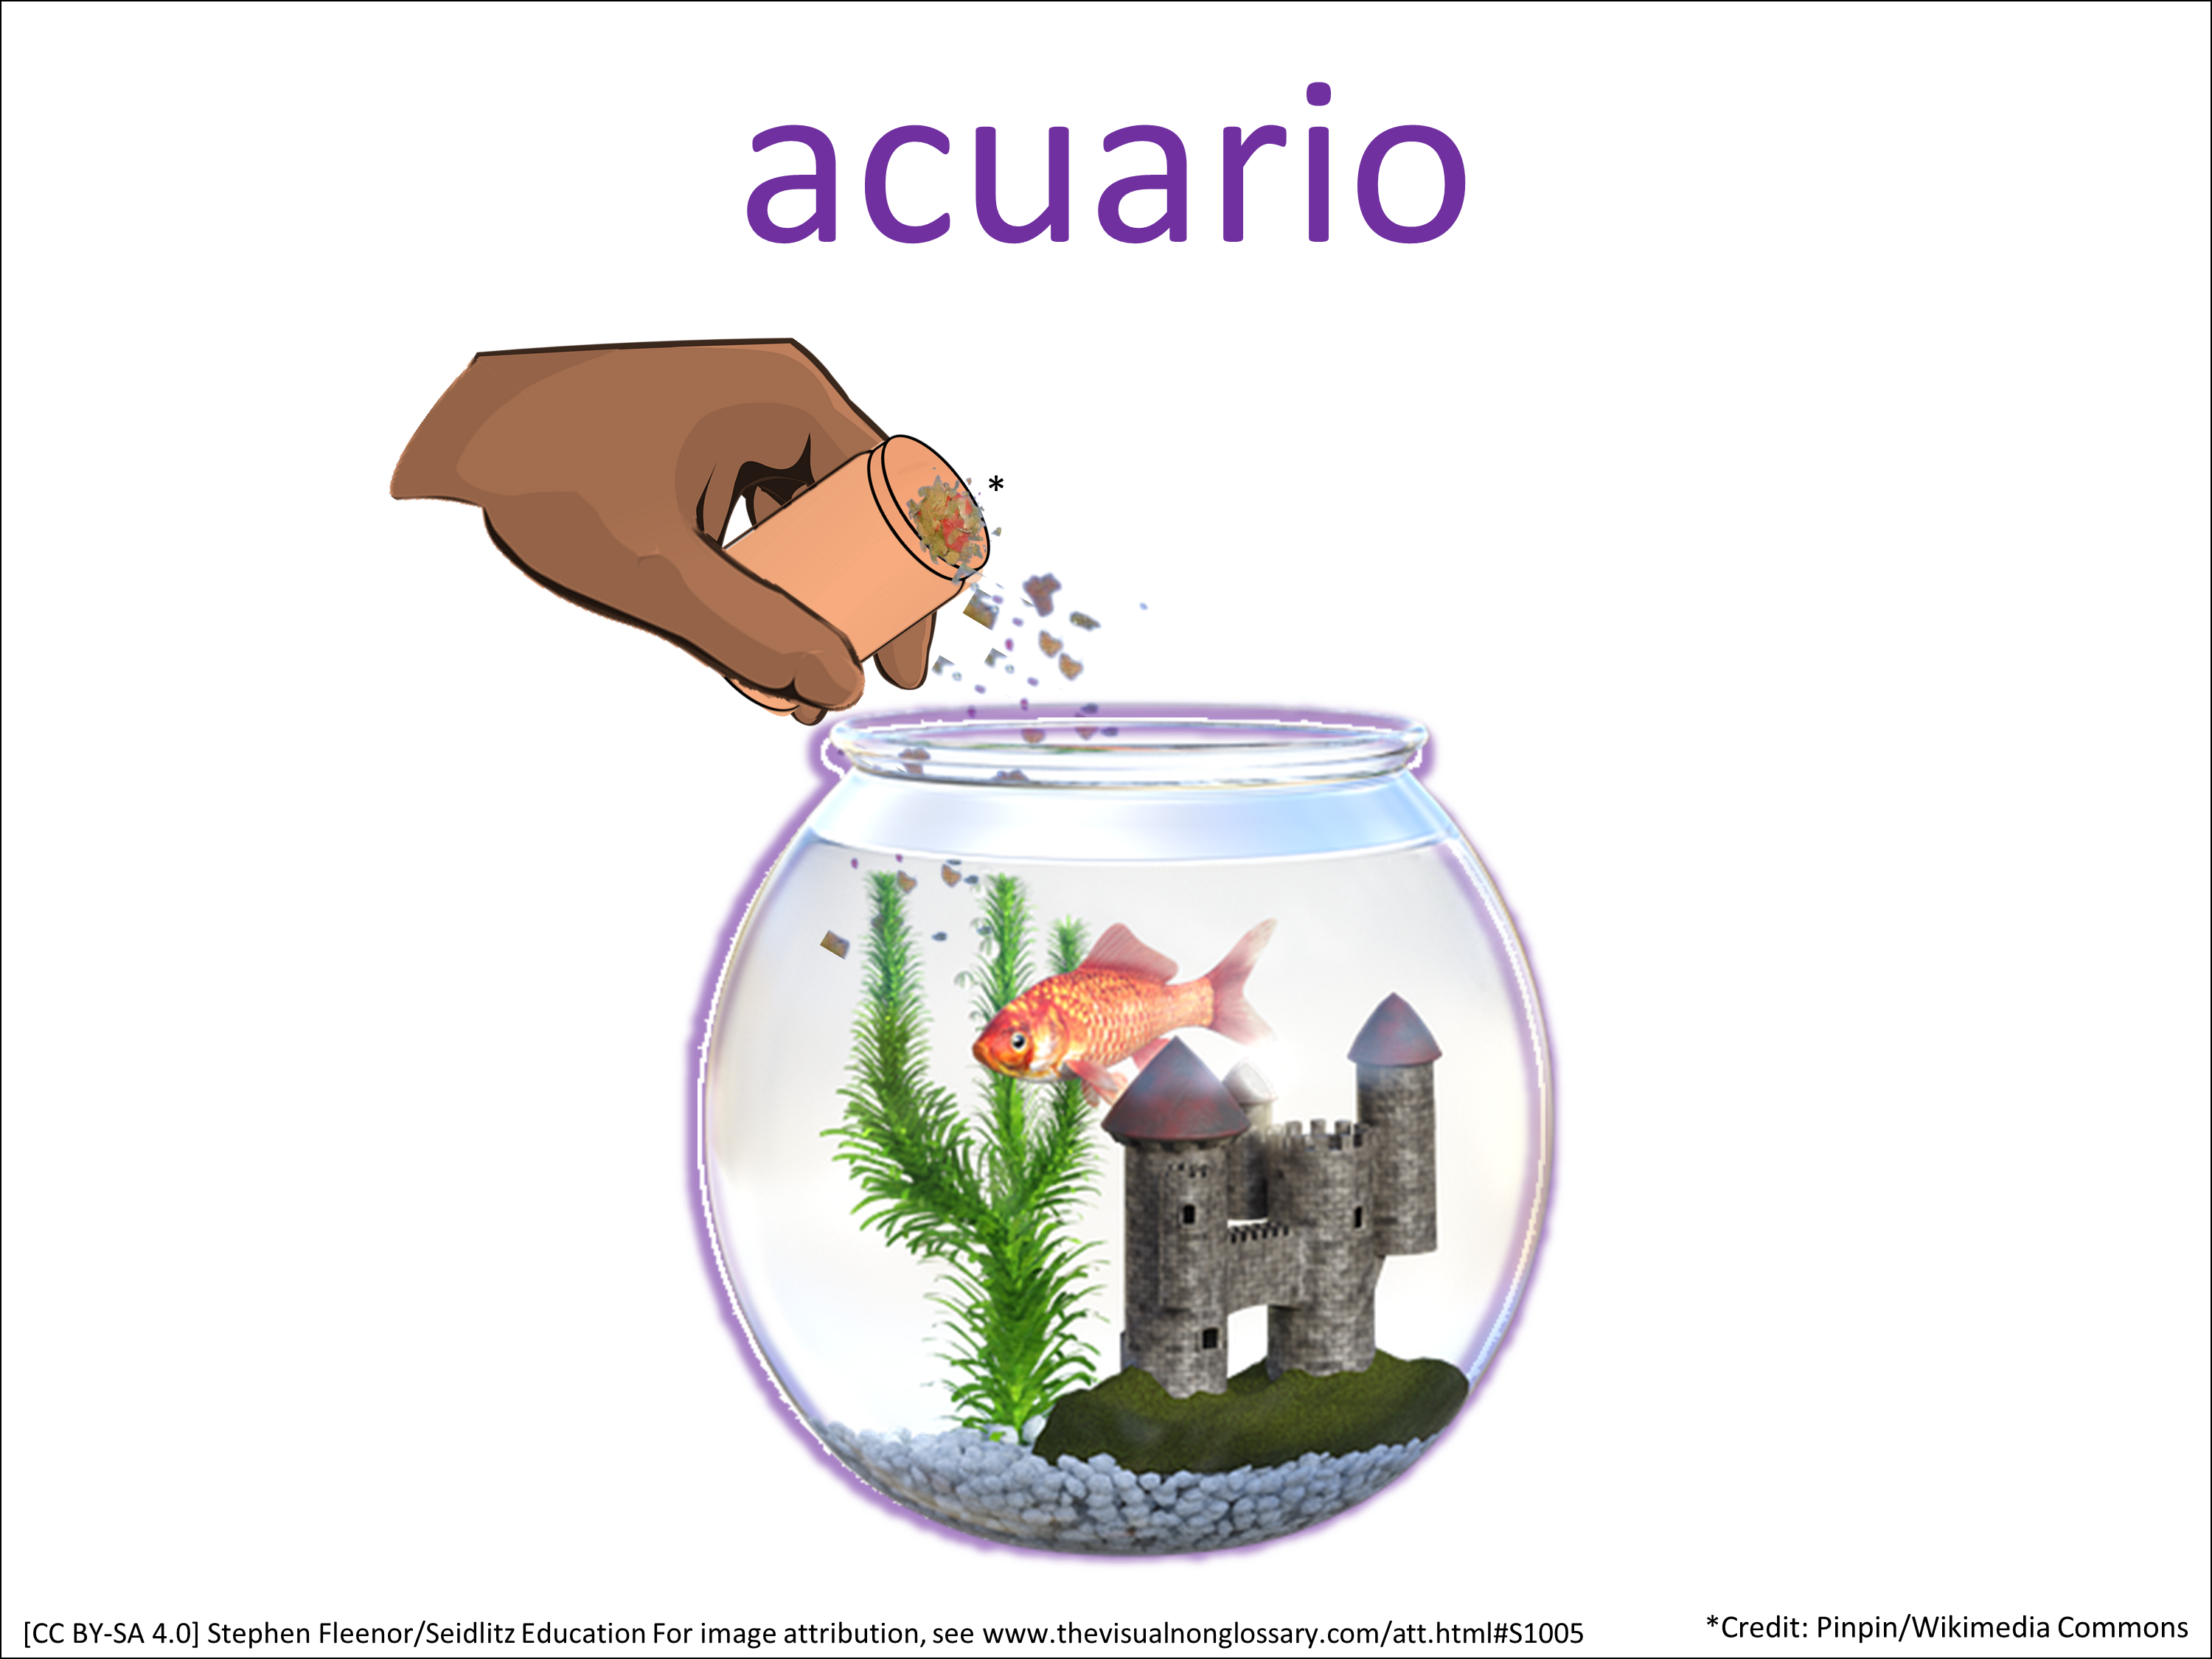 acuario
*
[CC BY-SA 4.0] Stephen Fleenor/Seidlitz Education For image attribution, see www.thevisualnonglossary.com/att.html#S1005
*Credit: Pinpin/Wikimedia Commons